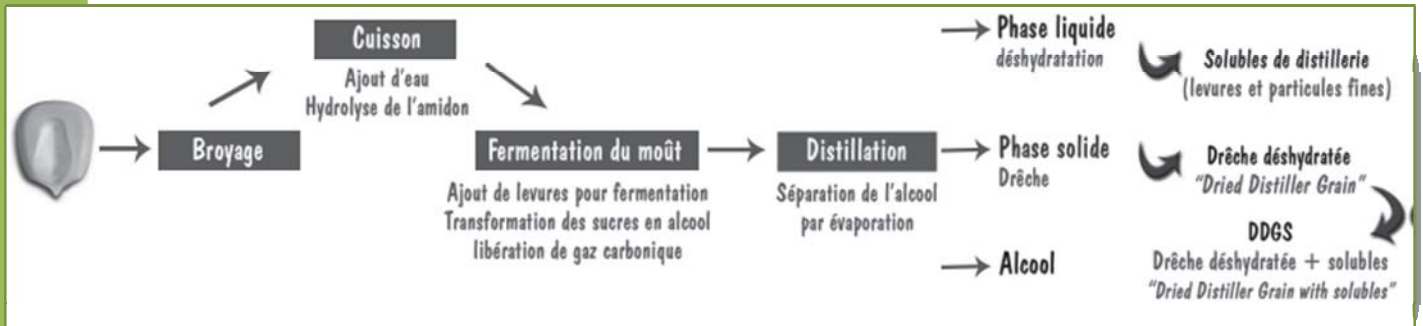 Broyage
Cuisson
Ajout d'eau
Hydrolyse de l'amidon
Fermentation du moût
Ajout de levures pour fermentation
Transformation des sucres en alcool
libération de gaz carbonique
Distillation
Séparation de l'alcool
par évaporation
Phase liquide
déshydratation
Solubles de distillerie
(levures et particules fines)
Phase solide
Drêche
Drêche déshydratée
"Dried Distiller Grain"
DDGS
Drêche déshydratée + solubles
"Dried Distiller Grain with solubles"
Alcool